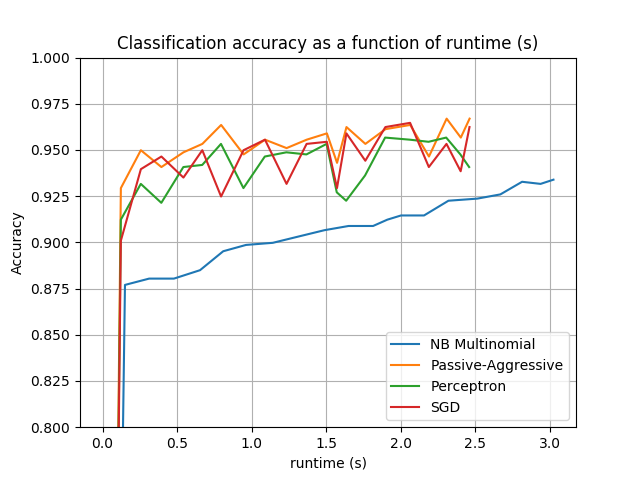 Classification accuracy as a function of runtime (s)
1.000
0.975
0.950
0.925
0.900
0.875
0.850
0.825
0.800
Accuracy
NB Multinomial
Passive-Aggressive
Perceptron
SGD
0.0 0.5 1.0 1.5 2.0 2.5 3.0
runtime (s)